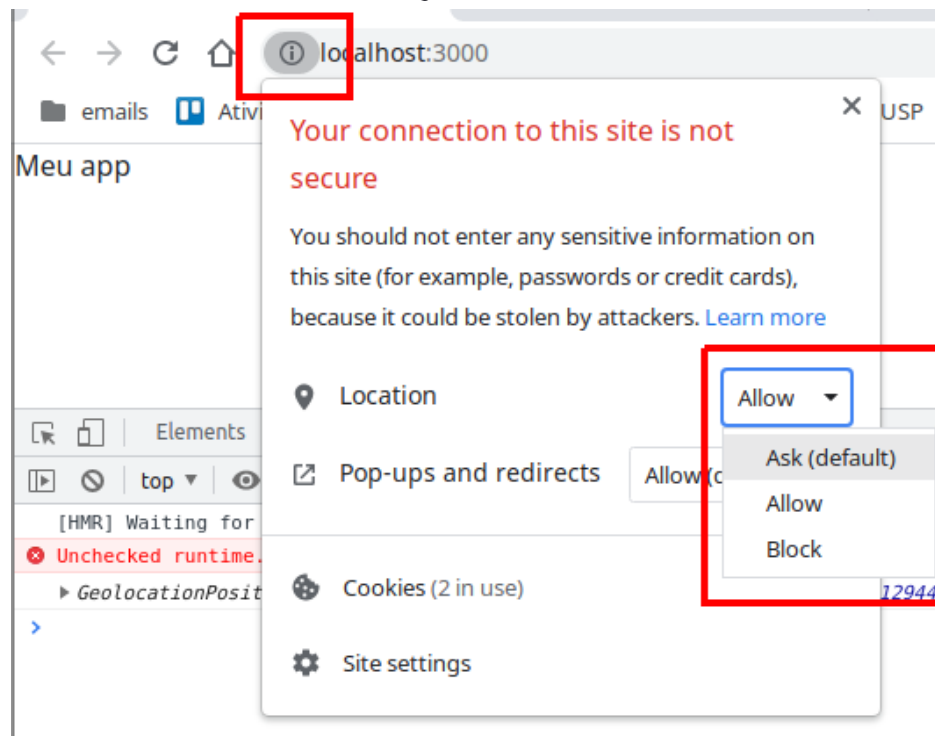 localhost:3000
emails Ativi USP
Meu app
Your connection to this site is not
secure
You should not enter any sensitive information on
this site (for example, passwords or credit cards),
because it could be stolen by attackers. Learn more
Location Allow
Ask (default)
Allow
Block
Pop-ups and redirects Allow (d
Cookies (2 in use)
Site settings
Elements
top
[HMR] Waiting for
Unchecked runtime.
GeolocationPosit 12944